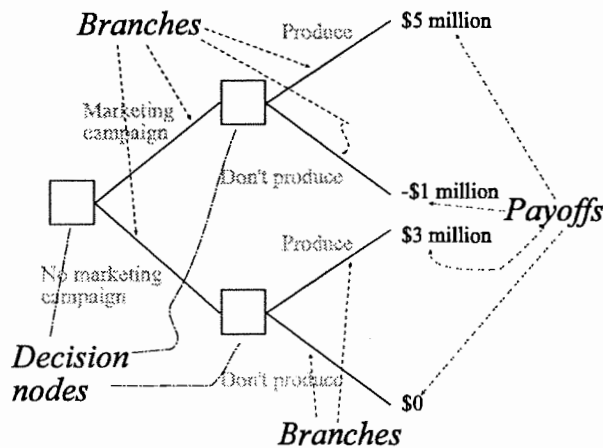 Branches
Produce
$5 million
Marketing
campaign
Don't produce
-$1 million
Payoffs
Produce
$3 million
No marketing
campaign
Decision
nodes
Don't produce
$0
Branches